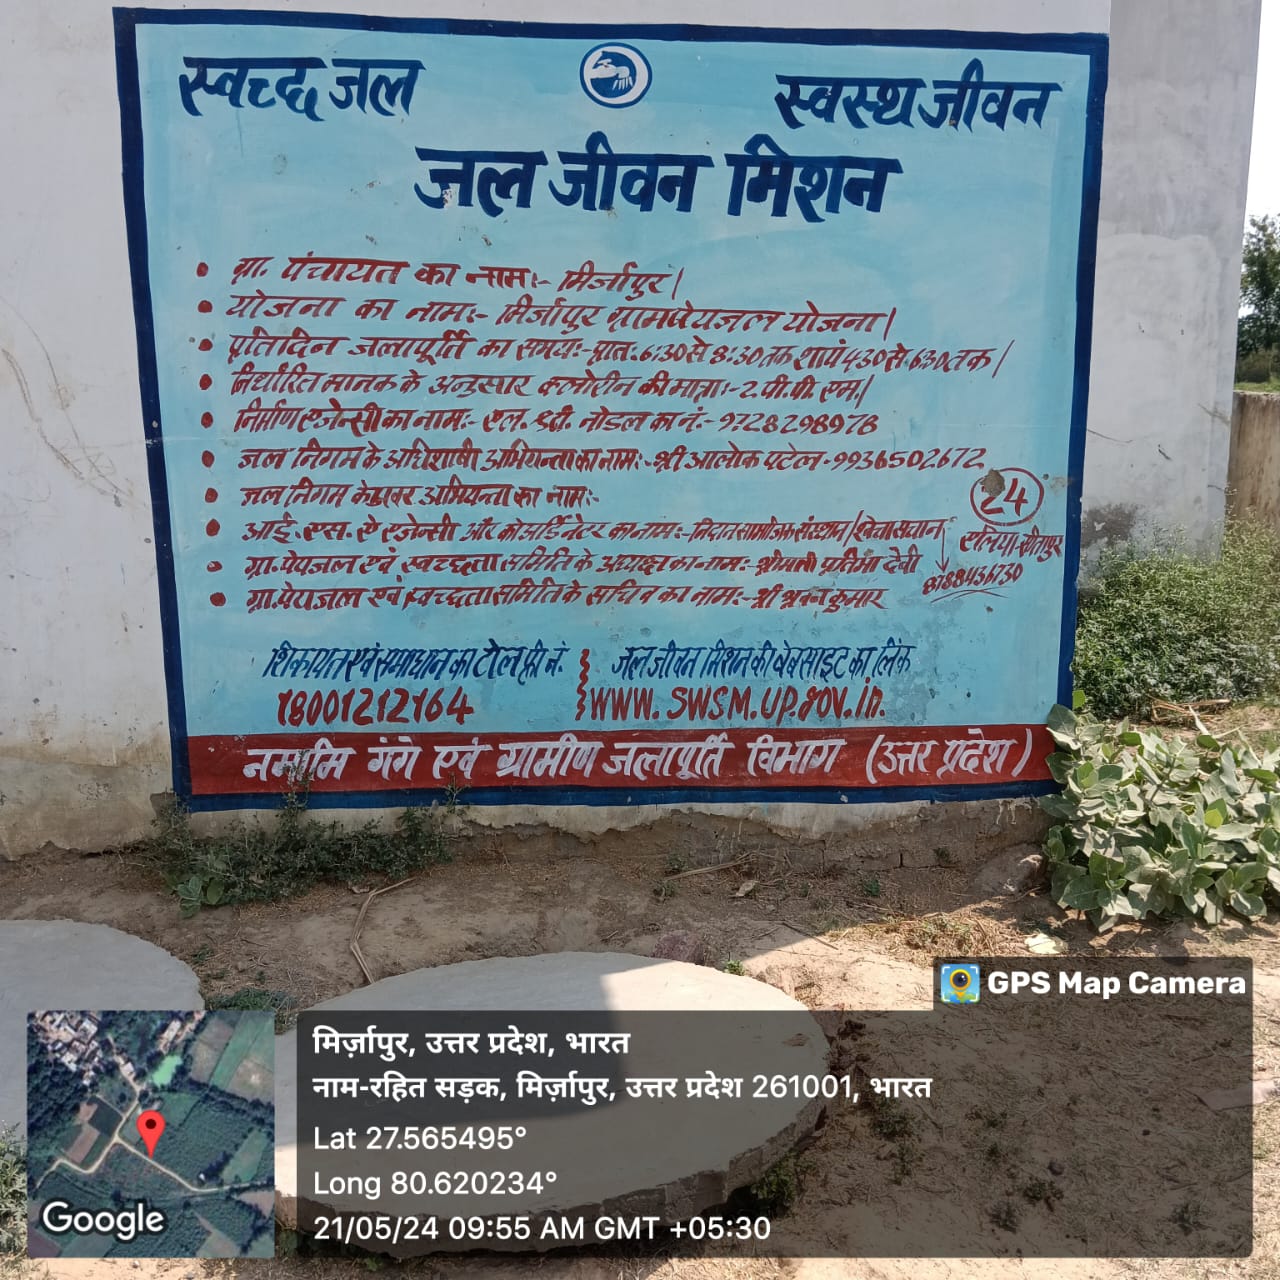 स्वच्छ जल
स्वस्थ जीवन
जल जीवन मिशन
ग्रा. पंचायत का नाम:- मिर्जापुर।
योजना का नाम:- मिर्जापुर ग्रामपेयजल योजना।
प्रतिदिन जलापूर्ति का समय:- प्रात: 6:30 से 8:30 तक शायं 4:30 से 6:30 तक।
निर्धारित मानक के अनुसार क्लोरीन की मात्रा:- 2 पी.पी. एम.।
निर्माण एजेन्सी का नाम:- एल. एण्ड टी. नोडल का नं:- 9728298978
जल निगम के अधिशाषी अभियन्ता का नाम:- श्री आलोक पटेल - 9936502672
24
जल निगम के अवर अभियन्ता का नाम:-
आई. एस. ए एजेन्सी और कोआर्डिनेटर का नाम:- निदान सामाजिक संस्थान
एलिया-सीतापुर
ग्रा. पेयजल एवं स्वच्छता समिति के अध्यक्ष का नाम:- श्रीमती प्रतिमा देवी
8788436730
ग्रा. पेयजल एवं स्वच्छता समिति के सचिव का नाम:- श्री श्रवन कुमार
शिकायत एवं समाधान का टोल फ्री नं.
जल जीवन मिशन की वेबसाइट का लिंक
18001212164
WWW. SWSM.UP.gov.in.
नमामि गंगे एवं ग्रामीण जलापूर्ति विभाग (उत्तर प्रदेश)
GPS Map Camera
मिर्ज़ापुर, उत्तर प्रदेश, भारत
नाम-रहित सड़क, मिर्ज़ापुर, उत्तर प्रदेश 261001, भारत
Lat 27.565495°
Long 80.620234°
21/05/24 09:55 AM GMT +05:30
Google